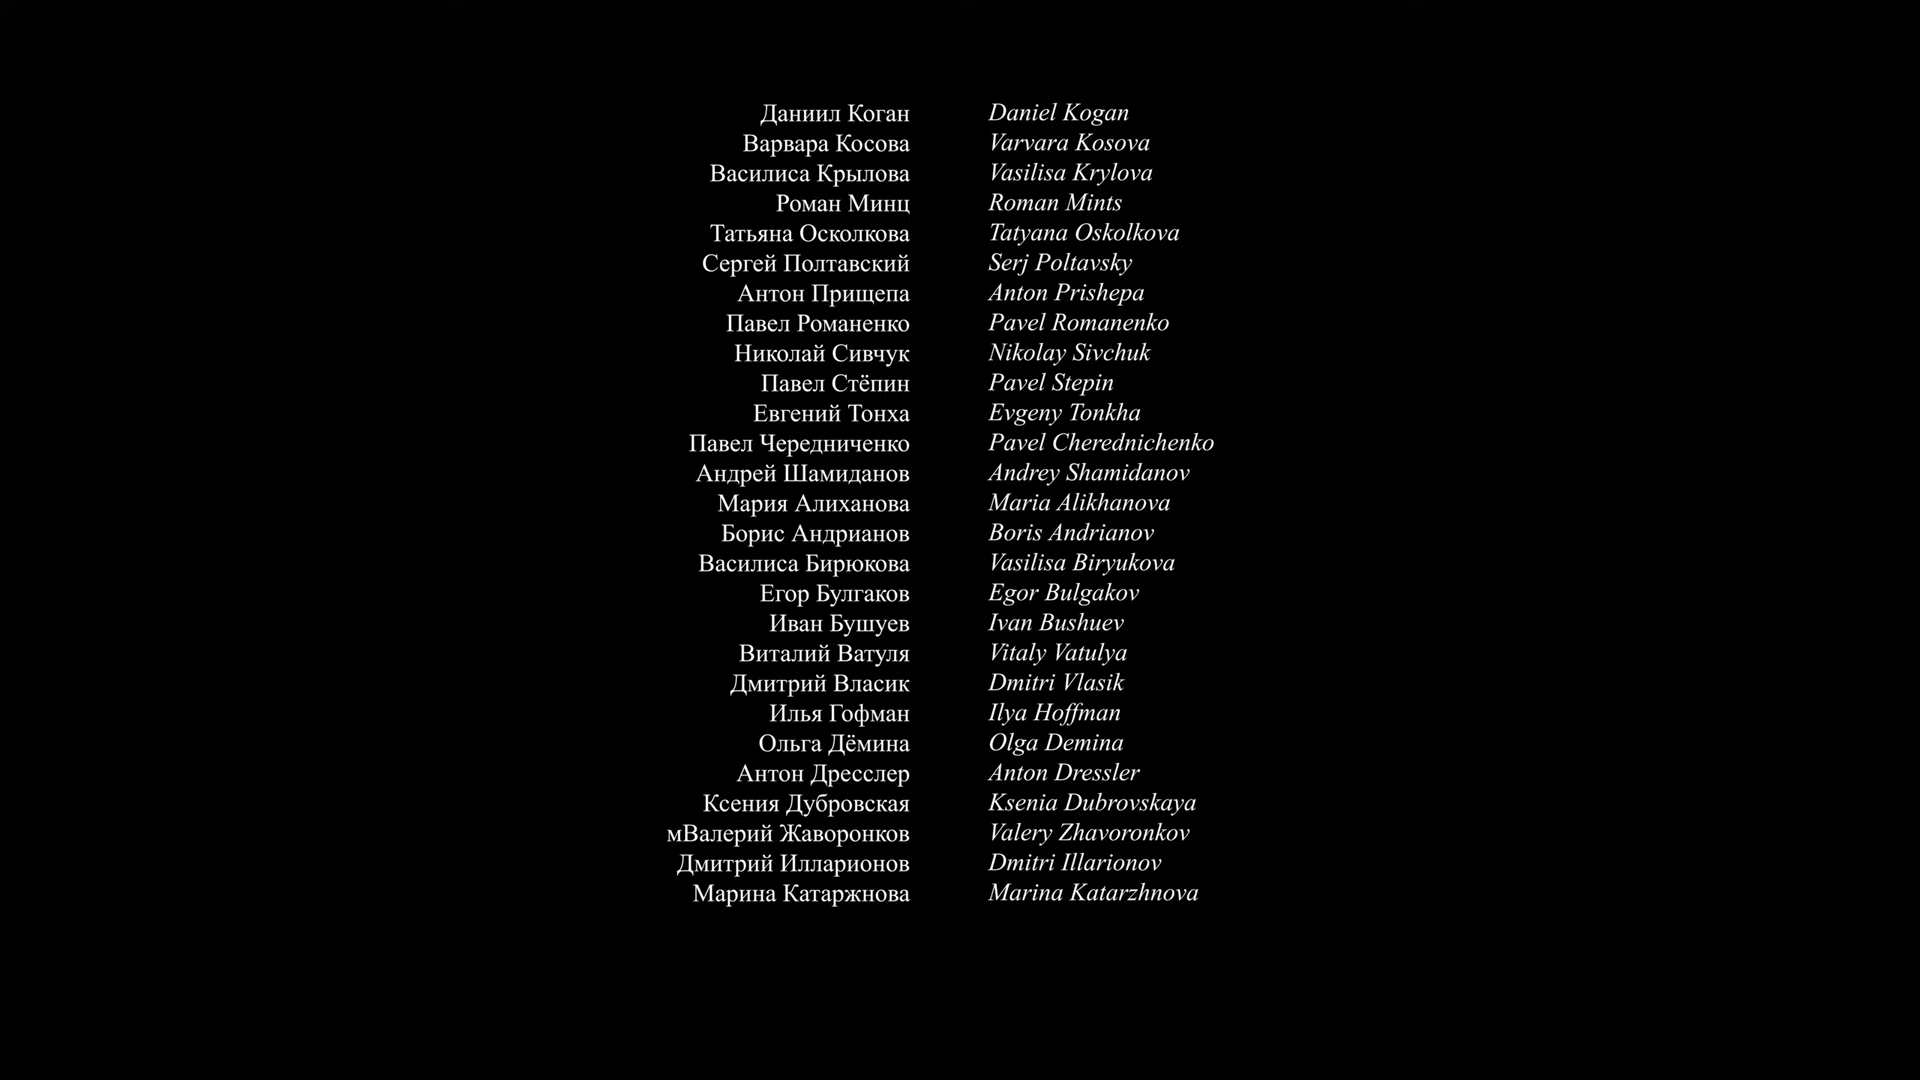 Даниил Коган Daniel Kogan
Варвара Косова Varvara Kosova
Василиса Крылова Vasilisa Krylova
Роман Минц Roman Mints
Татьяна Осколкова Tatyana Oskolkova
Сергей Полтавский Serj Poltavsky
Антон Прищепа Anton Prishepa
Павел Романенко Pavel Romanenko
Николай Сивчук Nikolay Sivchuk
Павел Стёпин Pavel Stepin
Евгений Тонха Evgeny Tonkha
Павел Чередниченко Pavel Cherednichenko
Андрей Шамиданов Andrey Shamidanov
Мария Алиханова Maria Alikhanova
Борис Андрианов Boris Andrianov
Василиса Бирюкова Vasilisa Biryukova
Егор Булгаков Egor Bulgakov
Иван Бушуев Ivan Bushuev
Виталий Ватуля Vitaly Vatulya
Дмитрий Власик Dmitri Vlasik
Илья Гофман Ilya Hoffman
Ольга Дёмина Olga Demina
Антон Дресслер Anton Dressler
Ксения Дубровская Ksenia Dubrovskaya
мВалерий Жаворонков Valery Zhavoronkov
Дмитрий Илларионов Dmitri Illarionov
Марина Катаржнова Marina Katarzhnova